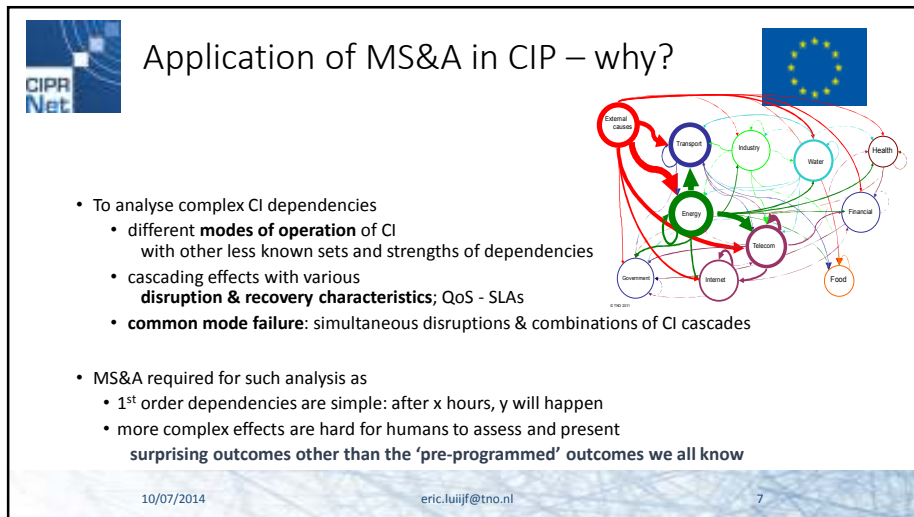 CIPR
Net
Application of MS&A in CIP – why?
External
causes
Transport
Industry
Water
Health
Energy
Financial
Telecom
Government
Internet
Food
© TNO 2011
• To analyse complex CI dependencies
• different modes of operation of CI
with other less known sets and strengths of dependencies
• cascading effects with various
disruption & recovery characteristics; QoS - SLAs
• common mode failure: simultaneous disruptions & combinations of CI cascades
• MS&A required for such analysis as
• 1st order dependencies are simple: after x hours, y will happen
• more complex effects are hard for humans to assess and present
surprising outcomes other than the ‘pre-programmed’ outcomes we all know
10/07/2014
eric.luiijf@tno.nl
7